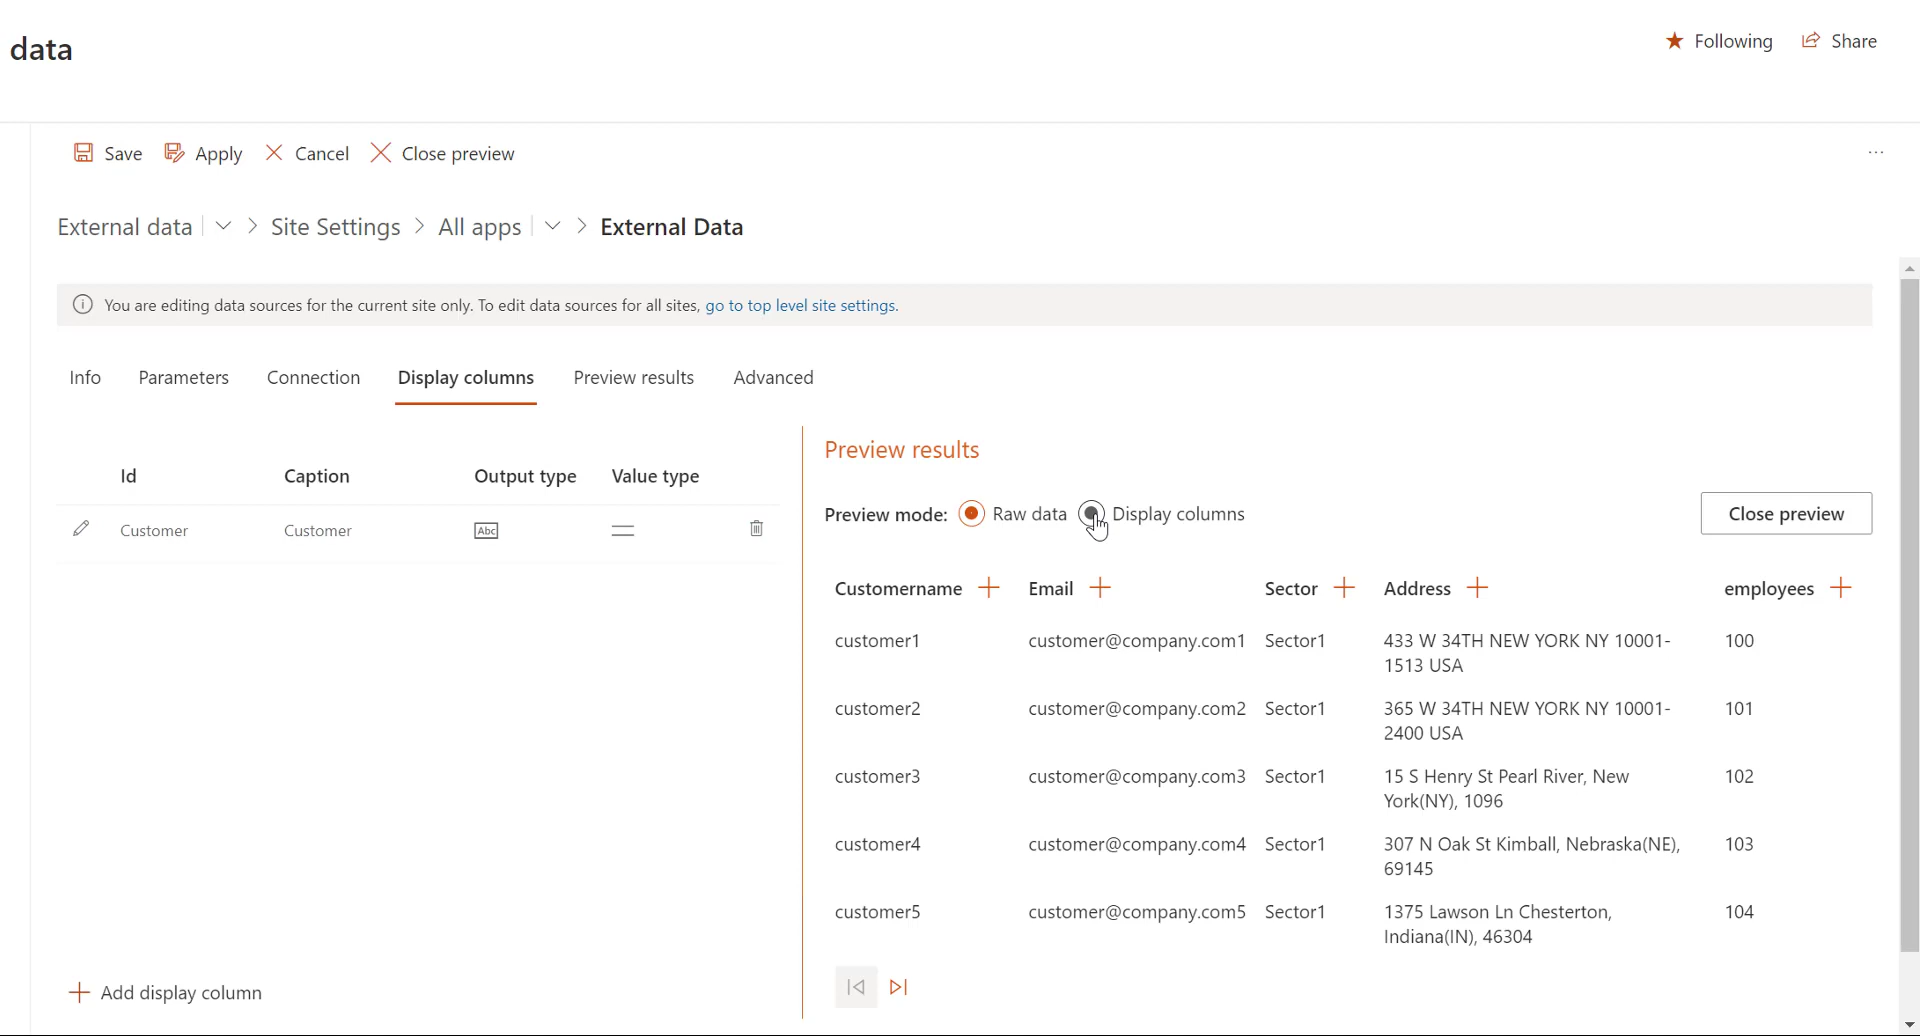 data
Following Share
Save Apply Cancel Close preview
...
External data > Site Settings > All apps > External Data
You are editing data sources for the current site only. To edit data sources for all sites, go to top level site settings.
Info Parameters Connection Display columns Preview results Advanced
Id Caption Output type Value type
Customer Customer Abc
Add display column
Preview results
Preview mode: Raw data Display columns Close preview
Customername Email Sector Address employees
customer1 customer@company.com1 Sector1 433 W 34TH NEW YORK NY 10001- 100
1513 USA
customer2 customer@company.com2 Sector1 365 W 34TH NEW YORK NY 10001- 101
2400 USA
customer3 customer@company.com3 Sector1 15 S Henry St Pearl River, New 102
York(NY), 1096
customer4 customer@company.com4 Sector1 307 N Oak St Kimball, Nebraska(NE), 103
69145
customer5 customer@company.com5 Sector1 1375 Lawson Ln Chesterton, 104
Indiana(IN), 46304